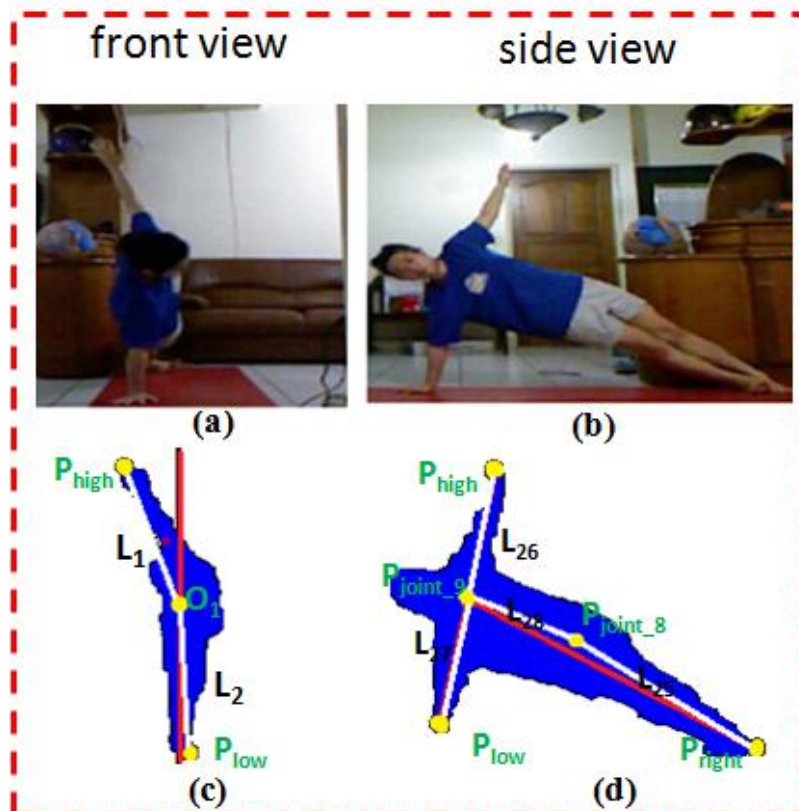 front view
side view
(a)
(b)
P_high
L_1
O_1
L_2
P_low
(c)
P_high
L_26
P_joint_9
L_28
P_joint_8
L_27
L_25
P_low
P_right
(d)